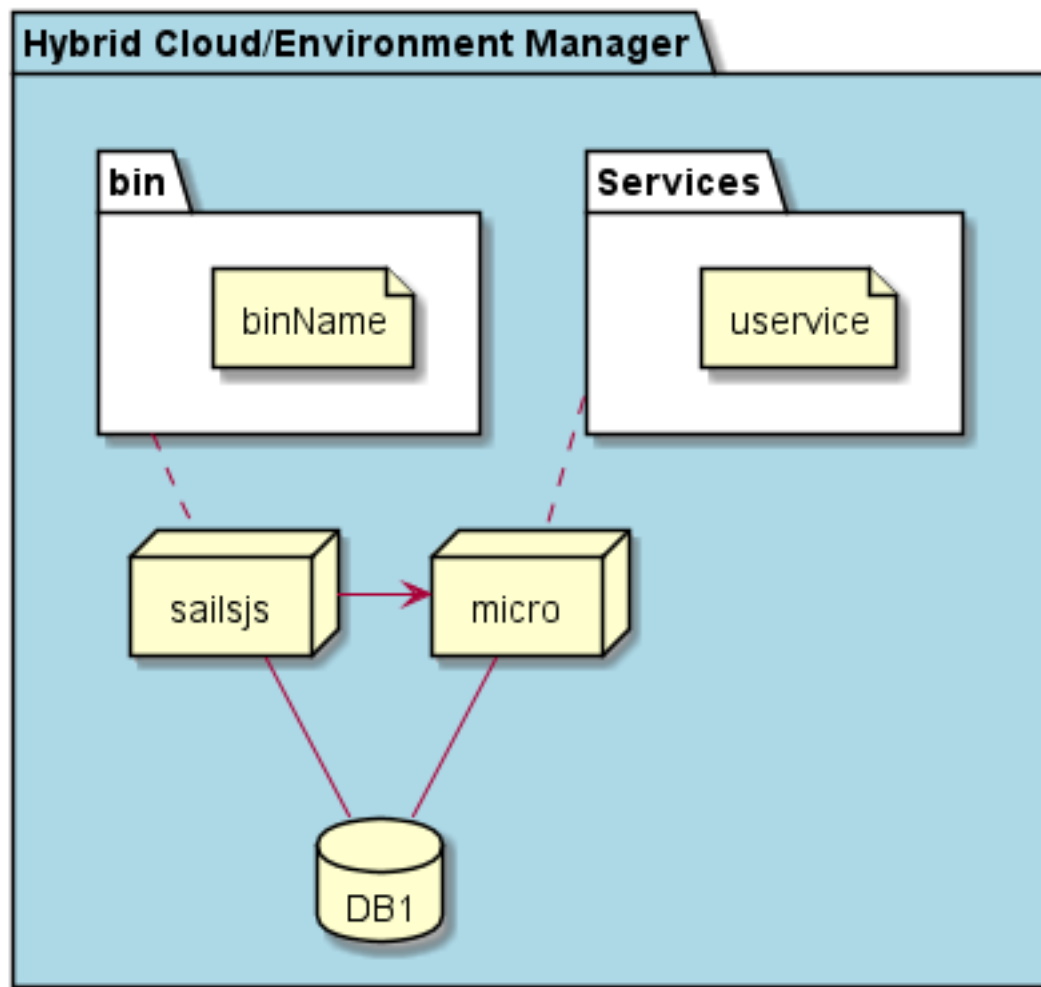 Hybrid Cloud/Environment Manager
bin
Services
binName
uservice
sailsjs
micro
DB1